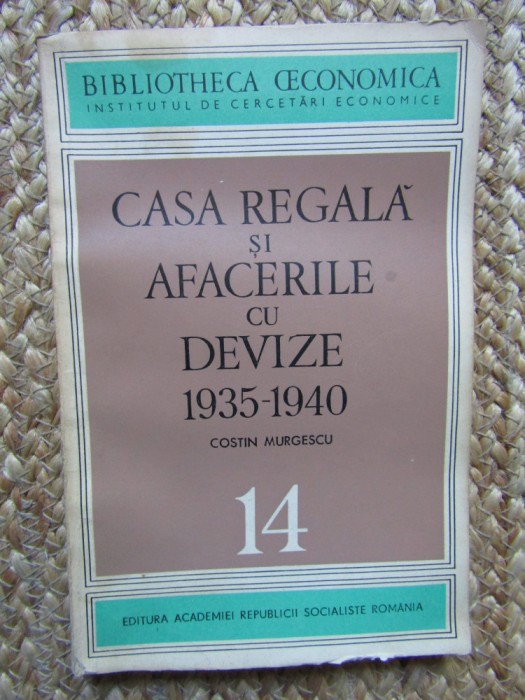 BIBLIOTHECA ŒCONOMICA
INSTITUTUL DE CERCETĂRI ECONOMICE
CASA REGALĂ
ȘI
AFACERILE
CU
DEVIZE
1935-1940
COSTIN MURGESCU
14
EDITURA ACADEMIEI REPUBLICII SOCIALISTE ROMÂNIA